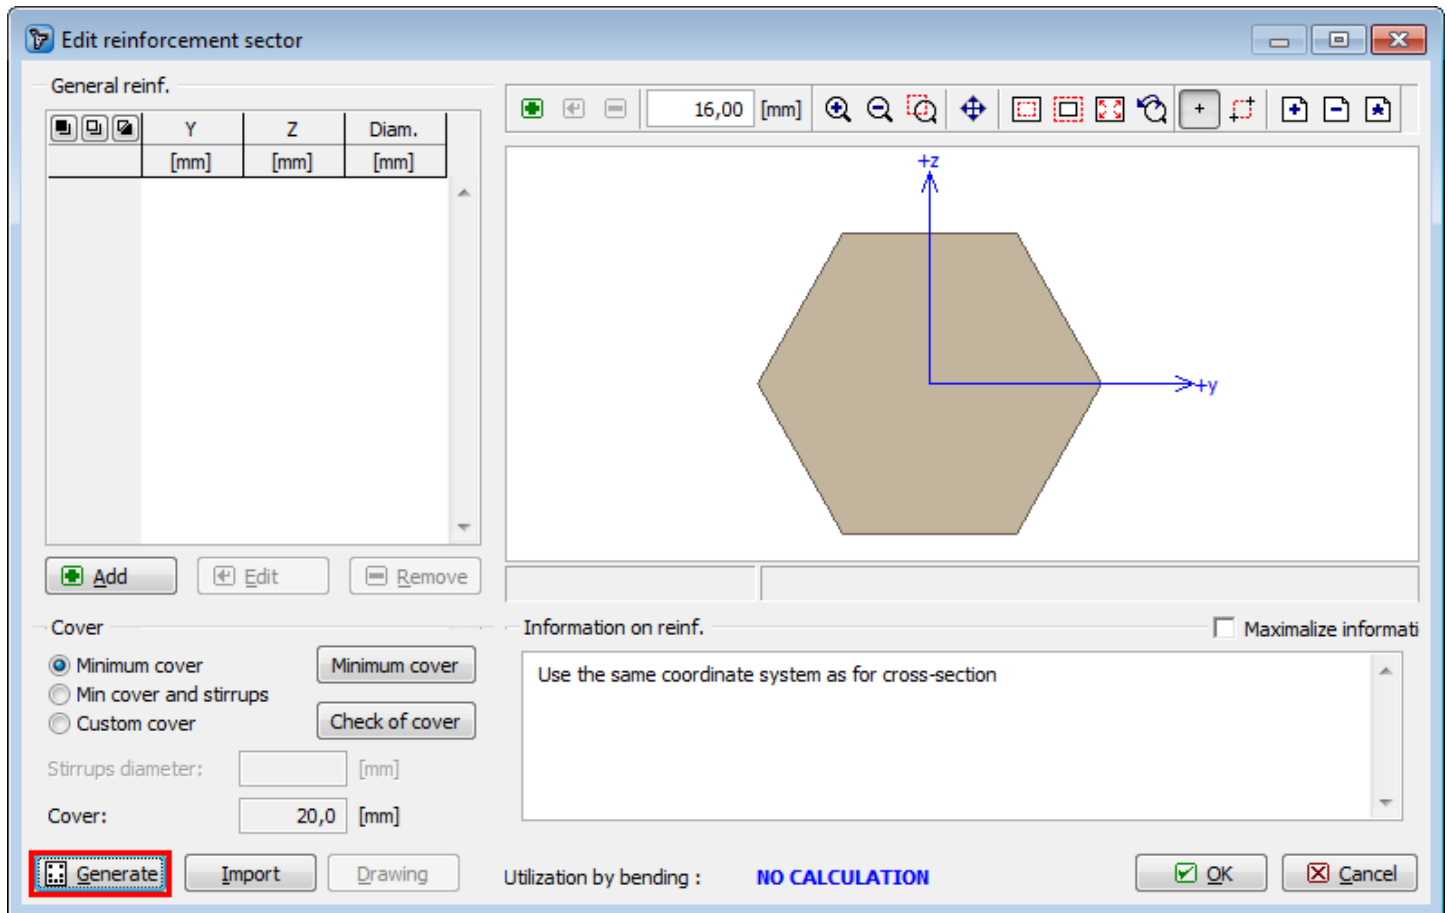 Edit reinforcement sector
General reinf.
Y Z Diam.
[mm] [mm] [mm]
16,00 [mm]
+z
+y
Add Edit Remove
Cover
Minimum cover Minimum cover
Min cover and stirrups
Custom cover Check of cover
Stirrups diameter: [mm]
Cover: 20,0 [mm]
Information on reinf. Maximalize informati
Use the same coordinate system as for cross-section
Generate Import Drawing Utilization by bending : NO CALCULATION OK Cancel